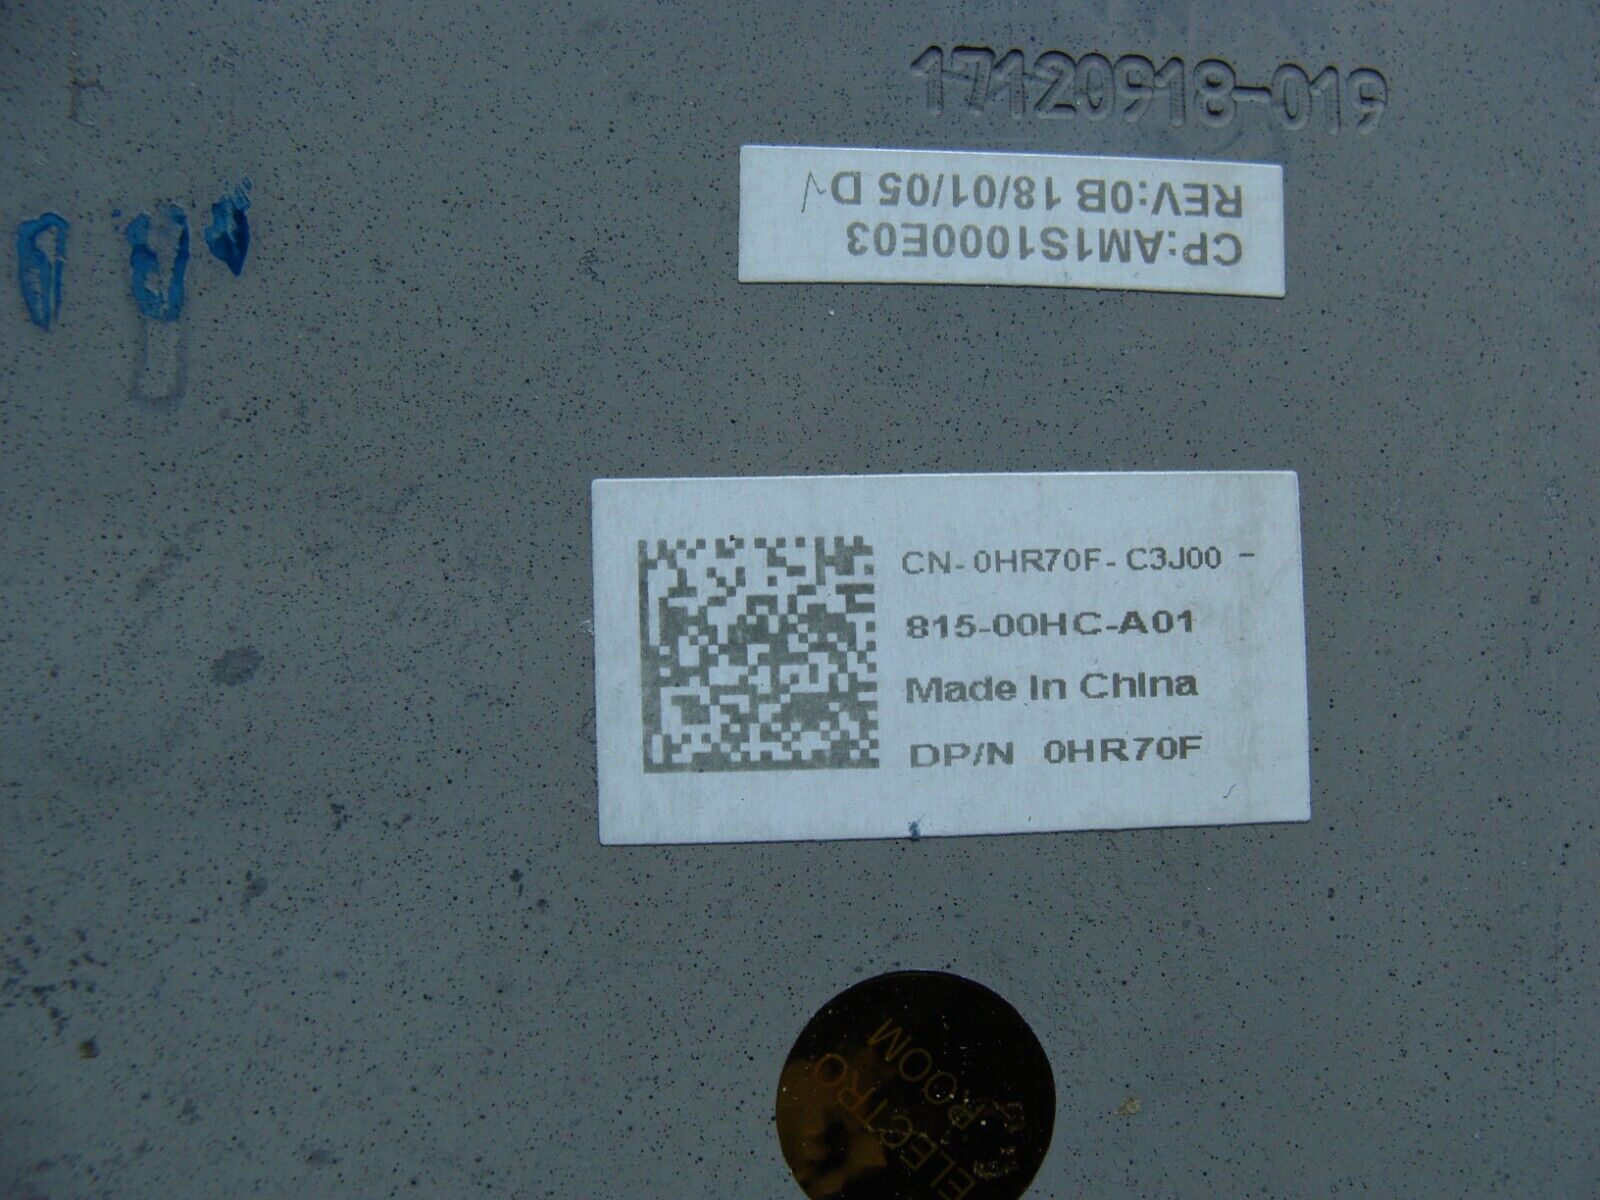 17120918-019
CP:AM1S1000E03
REV:0B 18/01/05 D
CN-0HR70F-C3J00 -
815-00HC-A01
Made In China
DP/N 0HR70F
ELECTRO
ROOM